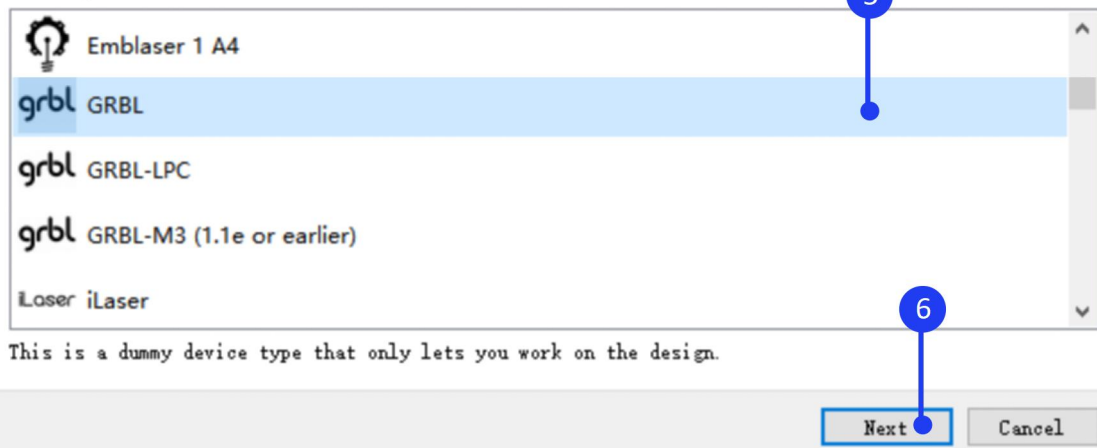 5
Emblaser 1 A4
grbl GRBL
grbl GRBL-LPC
grbl GRBL-M3 (1.1e or earlier)
iLaser iLaser
6
This is a dummy device type that only lets you work on the design.
Next Cancel